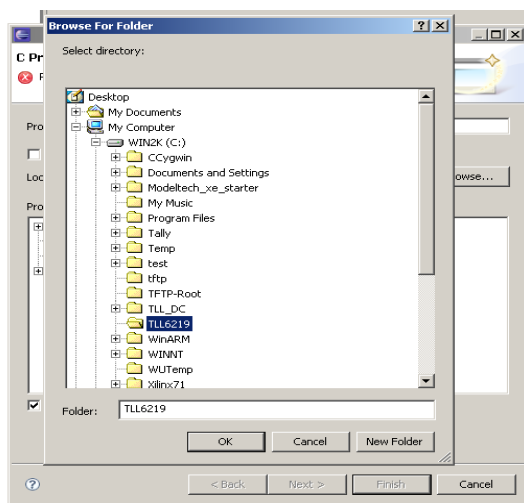 Browse For Folder
C Pr
Select directory:
Desktop
My Documents
My Computer
WIN2K (C:)
CCygwin
Documents and Settings
Modeltech_xe_starter
My Music
Program Files
Tally
Temp
test
tftp
TFTP-Root
TLL_DC
TLL6219
WinARM
WINNT
WUTemp
Xilinx71
Pro
Loc
owse...
Pro
Folder: TLL6219
OK Cancel New Folder
< Back Next > Finish Cancel